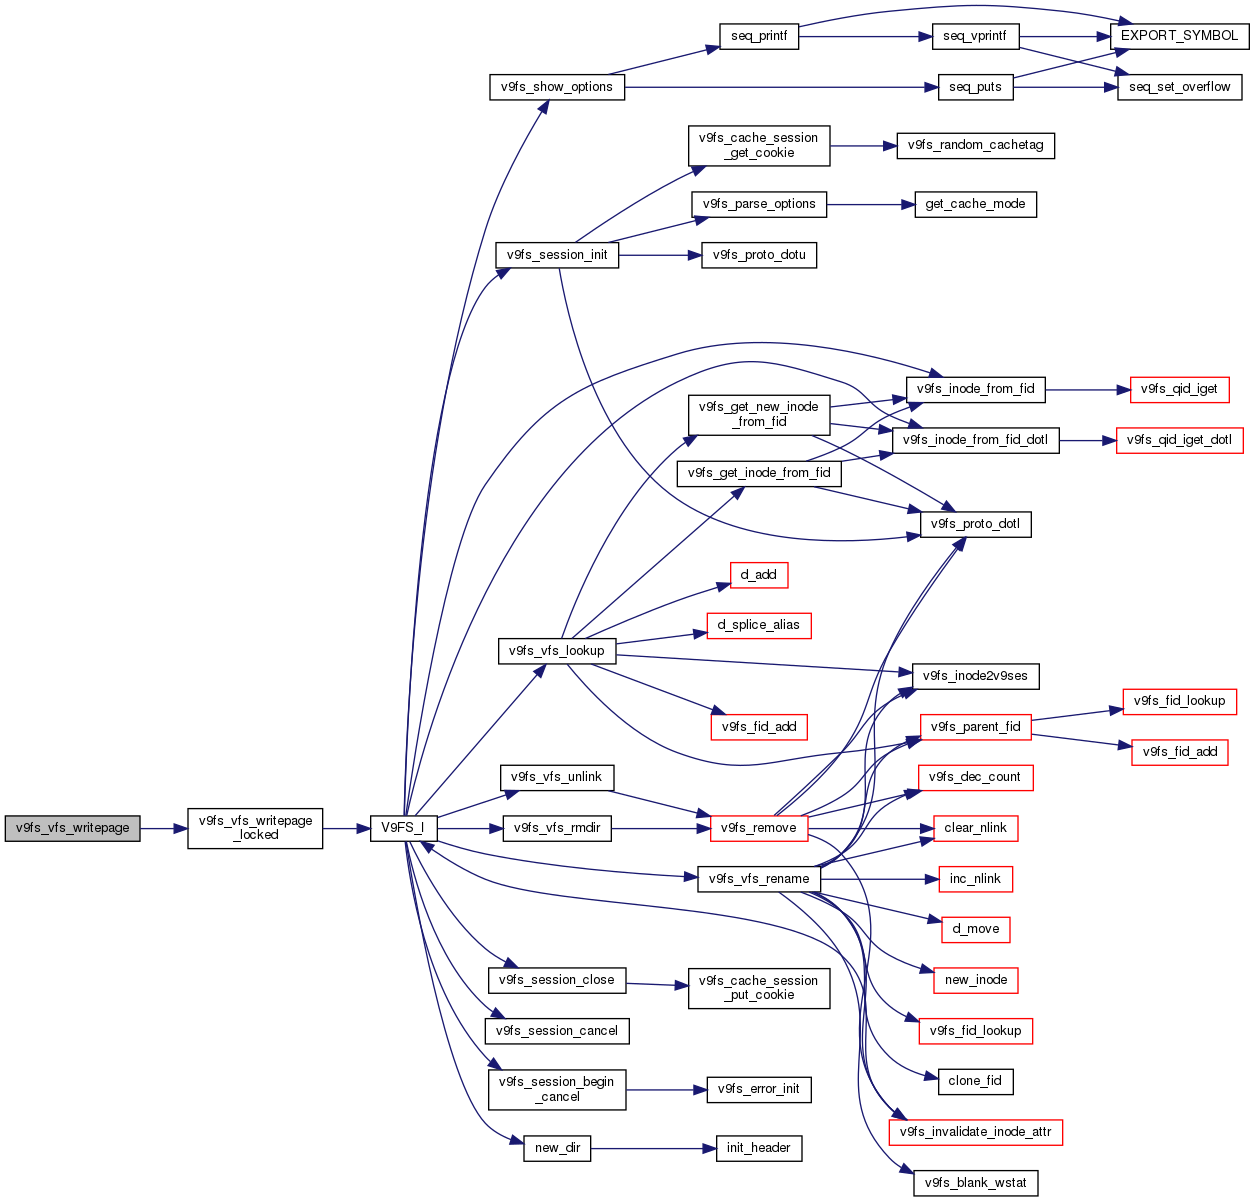 seq_printf
seq_vprintf
EXPORT_SYMBOL
v9fs_show_options
seq_puts
seq_set_overflow
v9fs_cache_session
_get_cookie
v9fs_random_cachetag
v9fs_parse_options
get_cache_mode
v9fs_session_init
v9fs_proto_dotu
v9fs_inode_from_fid
v9fs_qid_iget
v9fs_get_new_inode
_from_fid
v9fs_inode_from_fid_dotl
v9fs_qid_iget_dotl
v9fs_get_inode_from_fid
v9fs_proto_dotl
d_add
d_splice_alias
v9fs_vfs_lookup
v9fs_inode2v9ses
v9fs_fid_add
v9fs_parent_fid
v9fs_fid_lookup
v9fs_fid_add
v9fs_vfs_unlink
v9fs_dec_count
v9fs_vfs_writepage
v9fs_vfs_writepage
_locked
V9FS_I
v9fs_vfs_rmdir
v9fs_remove
clear_nlink
v9fs_vfs_rename
inc_nlink
d_move
v9fs_session_close
v9fs_cache_session
_put_cookie
new_inode
v9fs_session_cancel
v9fs_fid_lookup
v9fs_session_begin
_cancel
v9fs_error_init
clone_fid
v9fs_invalidate_inode_attr
new_dir
init_header
v9fs_blank_wstat